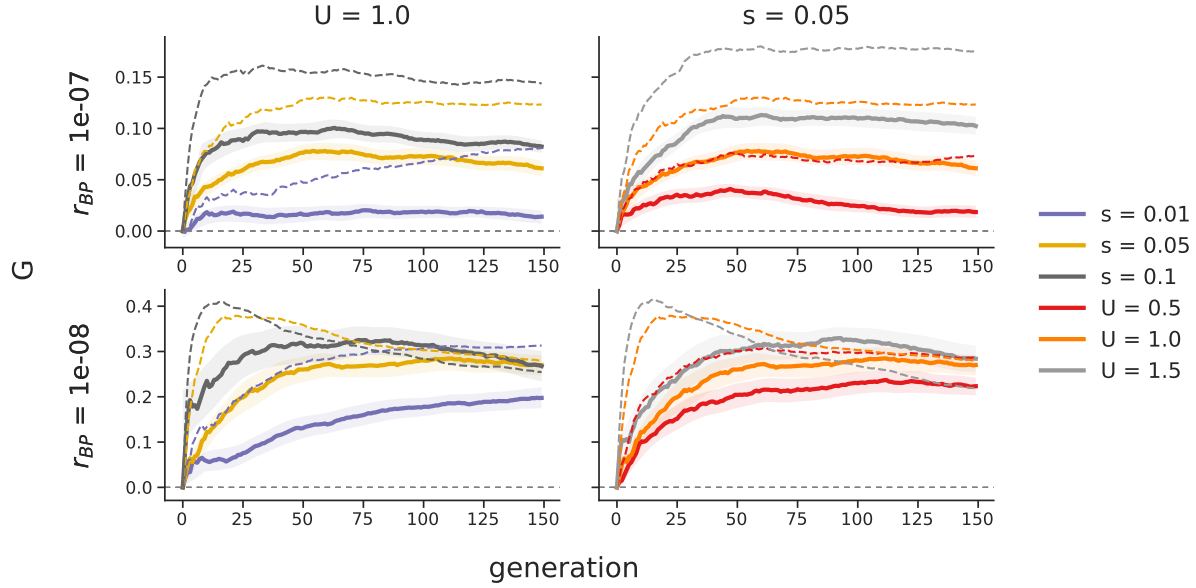 U = 1.0
s = 0.05
r_BP = 1e-07
0.15
0.10
0.05
0.00
0 25 50 75 100 125 150
0 25 50 75 100 125 150
G
r_BP = 1e-08
0.4
0.3
0.2
0.1
0.0
0 25 50 75 100 125 150
0 25 50 75 100 125 150
generation
s = 0.01
s = 0.05
s = 0.1
U = 0.5
U = 1.0
U = 1.5